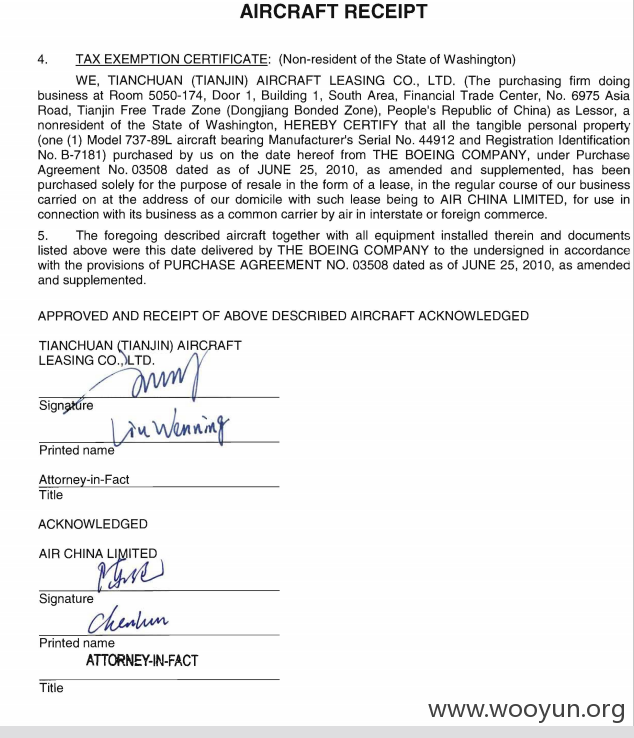 AIRCRAFT RECEIPT
4. TAX EXEMPTION CERTIFICATE: (Non-resident of the State of Washington)
WE, TIANCHUAN (TIANJIN) AIRCRAFT LEASING CO., LTD. (The purchasing firm doing
business at Room 5050-174, Door 1, Building 1, South Area, Financial Trade Center, No. 6975 Asia
Road, Tianjin Free Trade Zone (Dongjiang Bonded Zone), People's Republic of China) as Lessor, a
nonresident of the State of Washington, HEREBY CERTIFY that all the tangible personal property
(one (1) Model 737-89L aircraft bearing Manufacturer's Serial No. 44912 and Registration Identification
No. B-7181) purchased by us on the date hereof from THE BOEING COMPANY, under Purchase
Agreement No. 03508 dated as of JUNE 25, 2010, as amended and supplemented, has been
purchased solely for the purpose of resale in the form of a lease, in the regular course of our business
carried on at the address of our domicile with such lease being to AIR CHINA LIMITED, for use in
connection with its business as a common carrier by air in interstate or foreign commerce.
5. The foregoing described aircraft together with all equipment installed therein and documents
listed above were this date delivered by THE BOEING COMPANY to the undersigned in accordance
with the provisions of PURCHASE AGREEMENT NO. 03508 dated as of JUNE 25, 2010, as amended
and supplemented.
APPROVED AND RECEIPT OF ABOVE DESCRIBED AIRCRAFT ACKNOWLEDGED
TIANCHUAN (TIANJIN) AIRCRAFT
LEASING CO., LTD.
Signature
Liu Wenning
Printed name
Attorney-in-Fact
Title
ACKNOWLEDGED
AIR CHINA LIMITED
Signature
Printed name
ATTORNEY-IN-FACT
Title
www.wooyun.org